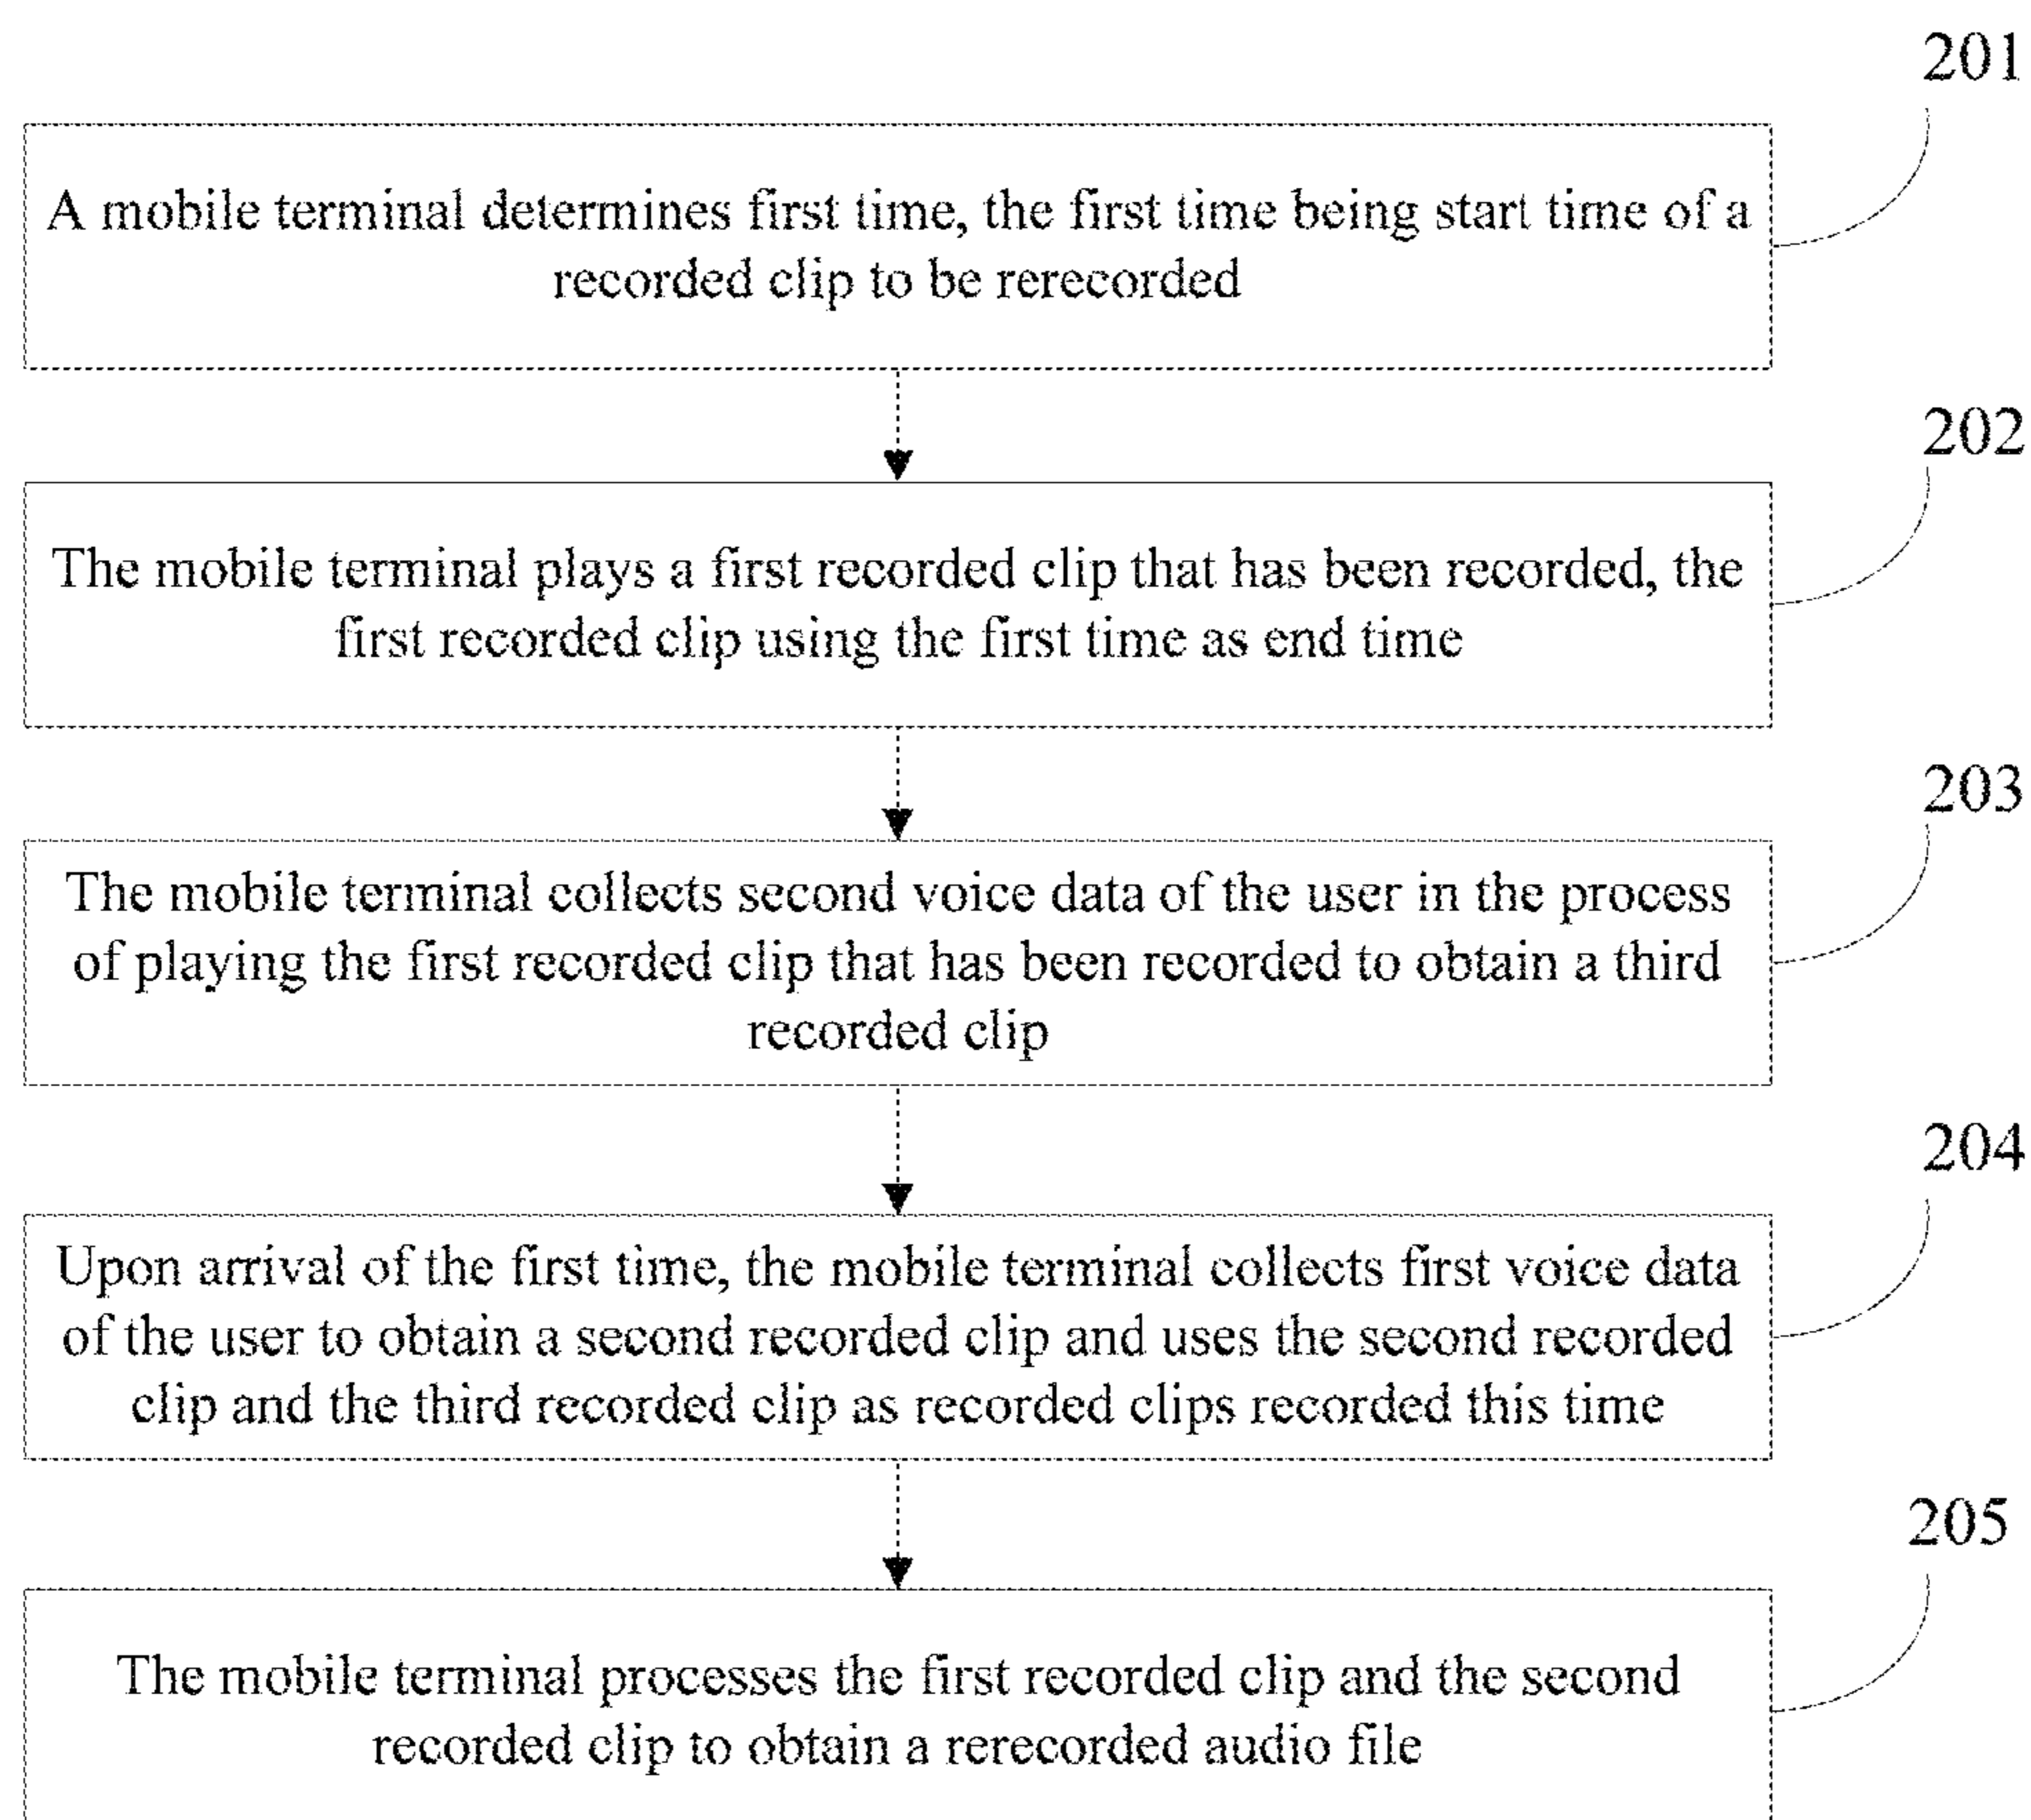 201
A mobile terminal determines first time, the first time being start time of a
recorded clip to be rerecorded
202
The mobile terminal plays a first recorded clip that has been recorded, the
first recorded clip using the first time as end time
203
The mobile terminal collects second voice data of the user in the process
of playing the first recorded clip that has been recorded to obtain a third
recorded clip
204
Upon arrival of the first time, the mobile terminal collects first voice data
of the user to obtain a second recorded clip and uses the second recorded
clip and the third recorded clip as recorded clips recorded this time
205
The mobile terminal processes the first recorded clip and the second
recorded clip to obtain a rerecorded audio file